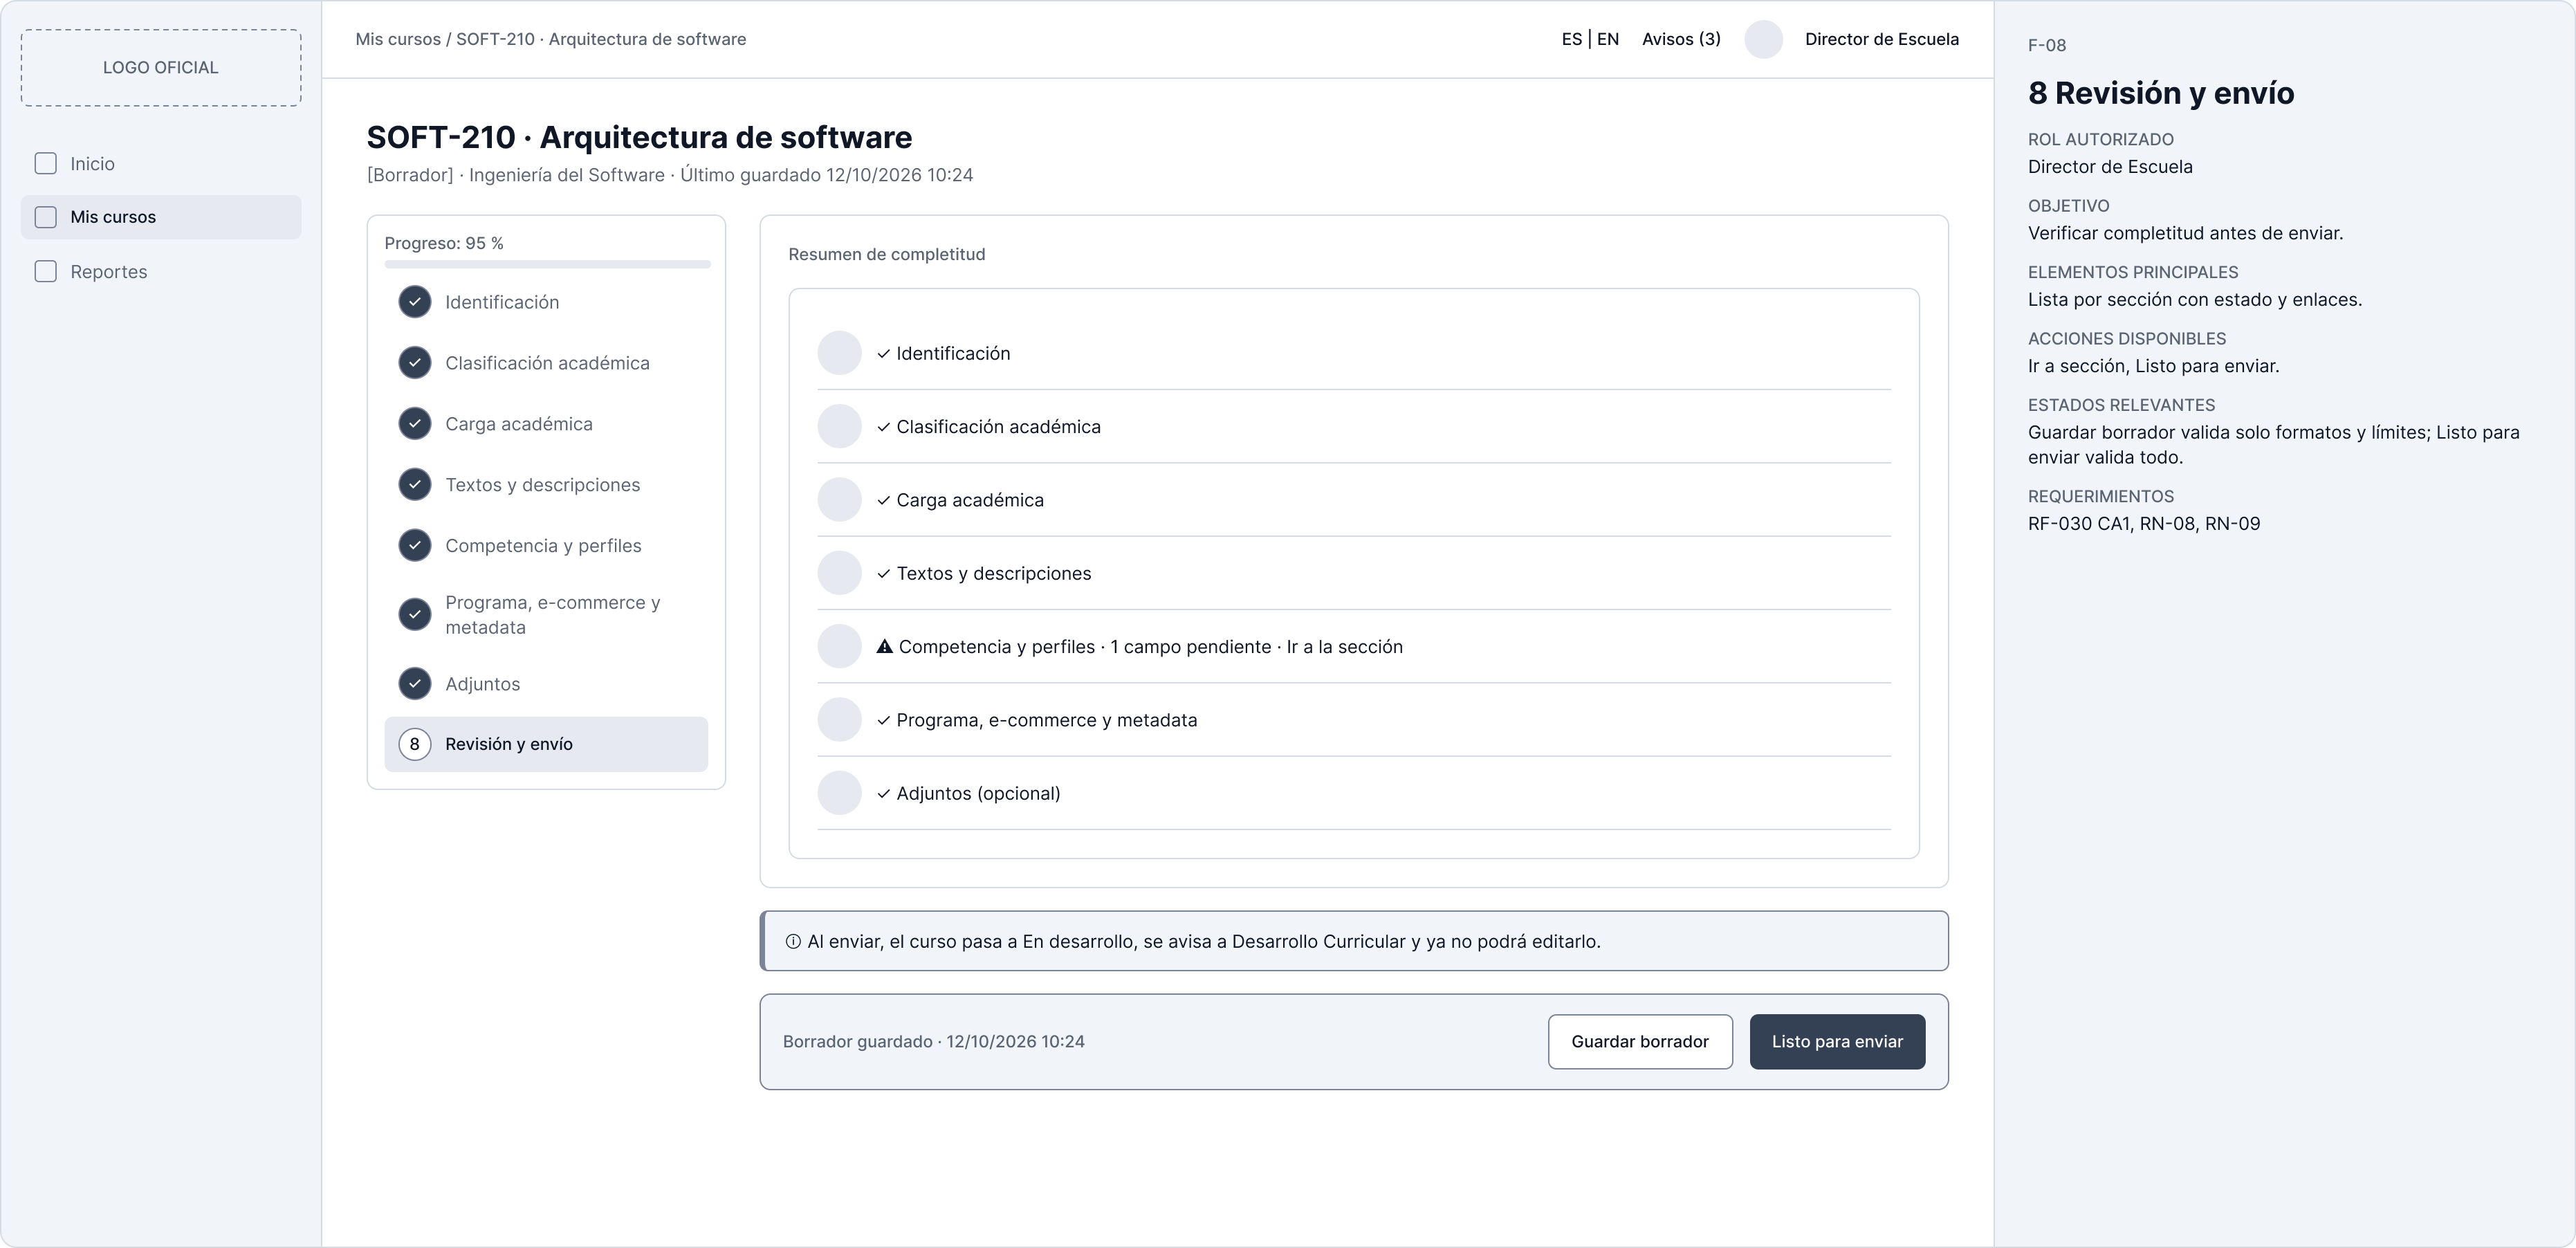 LOGO OFICIAL
Inicio
Mis cursos
Reportes
Mis cursos / SOFT-210 · Arquitectura de software
ES | EN
Avisos (3)
Director de Escuela
SOFT-210 · Arquitectura de software
[Borrador] · Ingeniería del Software · Último guardado 12/10/2026 10:24
Progreso: 95 %
✓ Identificación
✓ Clasificación académica
✓ Carga académica
✓ Textos y descripciones
✓ Competencia y perfiles
✓ Programa, e-commerce y
metadata
✓ Adjuntos
8 Revisión y envío
Resumen de completitud
✓ Identificación
✓ Clasificación académica
✓ Carga académica
✓ Textos y descripciones
⚠ Competencia y perfiles · 1 campo pendiente · Ir a la sección
✓ Programa, e-commerce y metadata
✓ Adjuntos (opcional)
ⓘ Al enviar, el curso pasa a En desarrollo, se avisa a Desarrollo Curricular y ya no podrá editarlo.
Borrador guardado · 12/10/2026 10:24
Guardar borrador
Listo para enviar
F-08
8 Revisión y envío
ROL AUTORIZADO
Director de Escuela
OBJETIVO
Verificar completitud antes de enviar.
ELEMENTOS PRINCIPALES
Lista por sección con estado y enlaces.
ACCIONES DISPONIBLES
Ir a sección, Listo para enviar.
ESTADOS RELEVANTES
Guardar borrador valida solo formatos y límites; Listo para
enviar valida todo.
REQUERIMIENTOS
RF-030 CA1, RN-08, RN-09